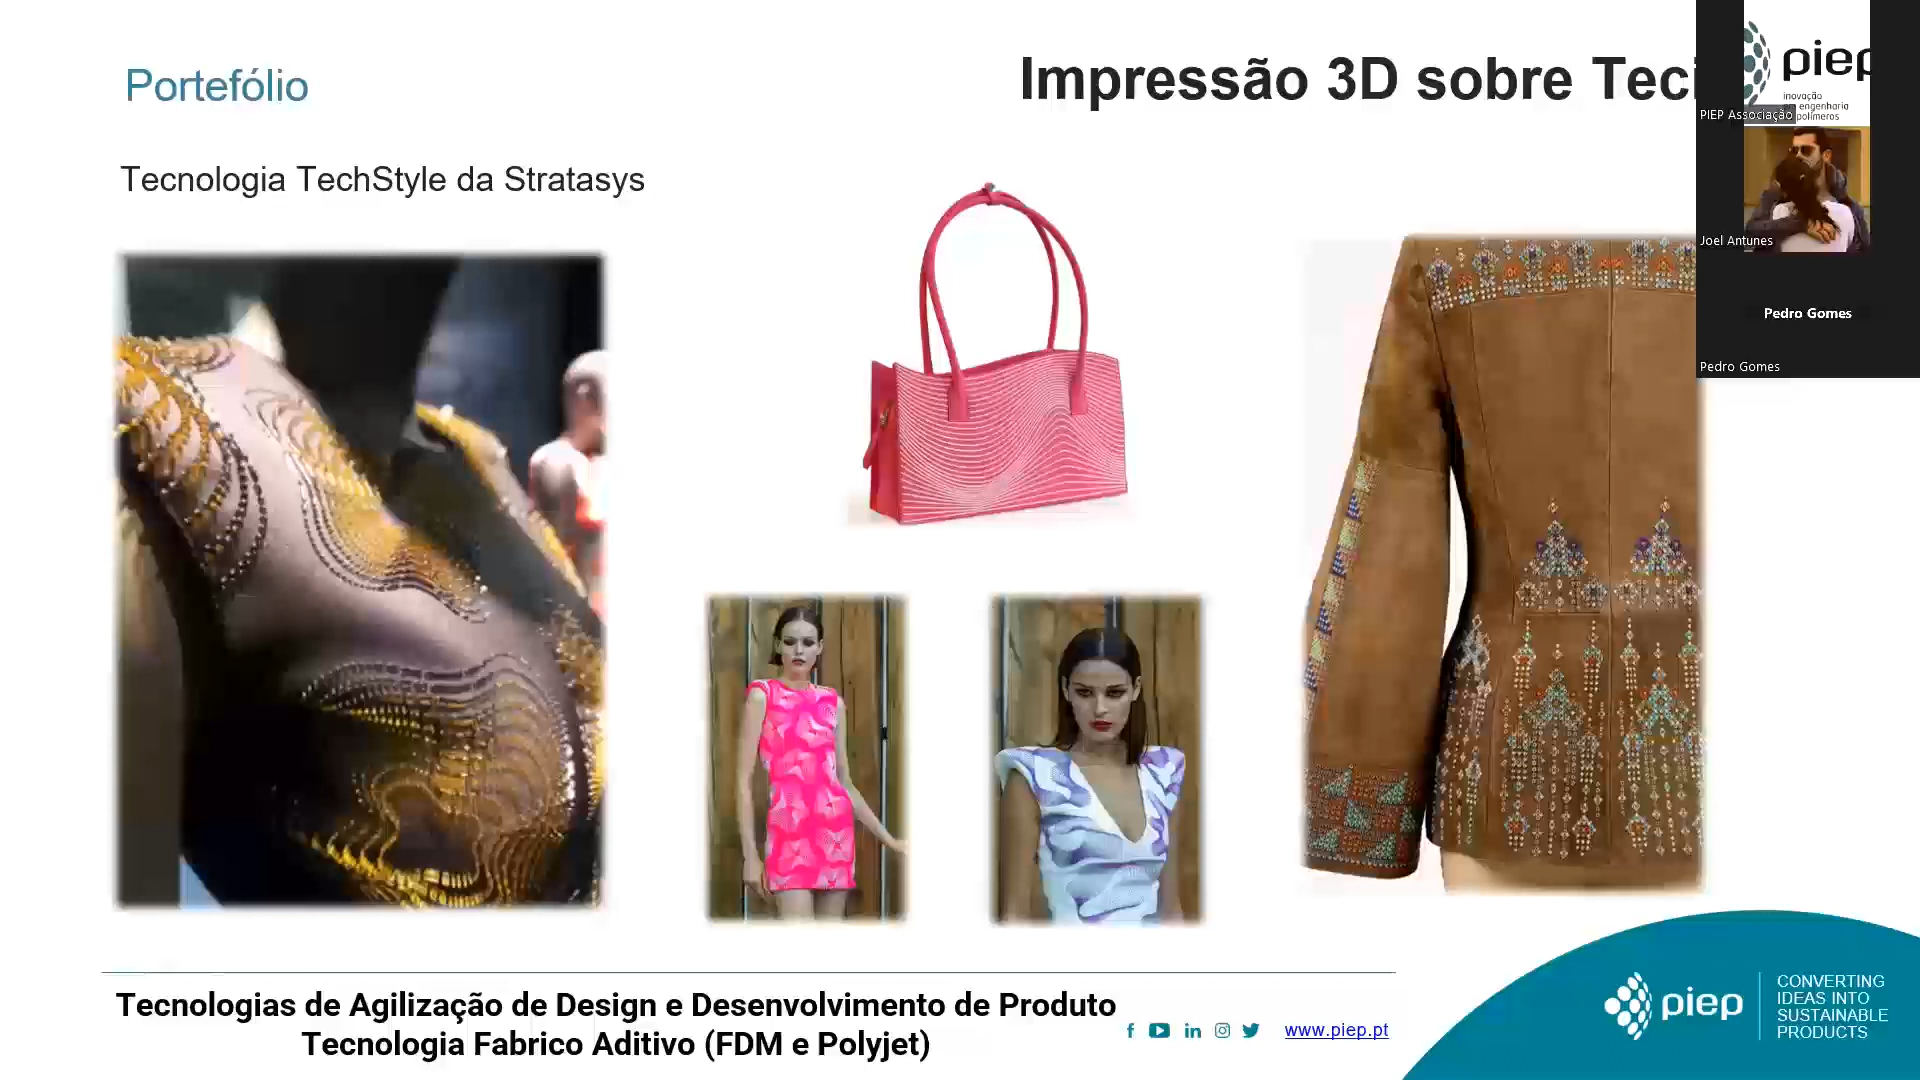 Portefólio
Impressão 3D sobre Teci
piep
inovação
engenharia
polímeros
PIEP Associação
Tecnologia TechStyle da Stratasys
Joel Antunes
Pedro Gomes
Pedro Gomes
Tecnologias de Agilização de Design e Desenvolvimento de Produto
Tecnologia Fabrico Aditivo (FDM e Polyjet)
www.piep.pt
piep
CONVERTING
IDEAS INTO
SUSTAINABLE
PRODUCTS